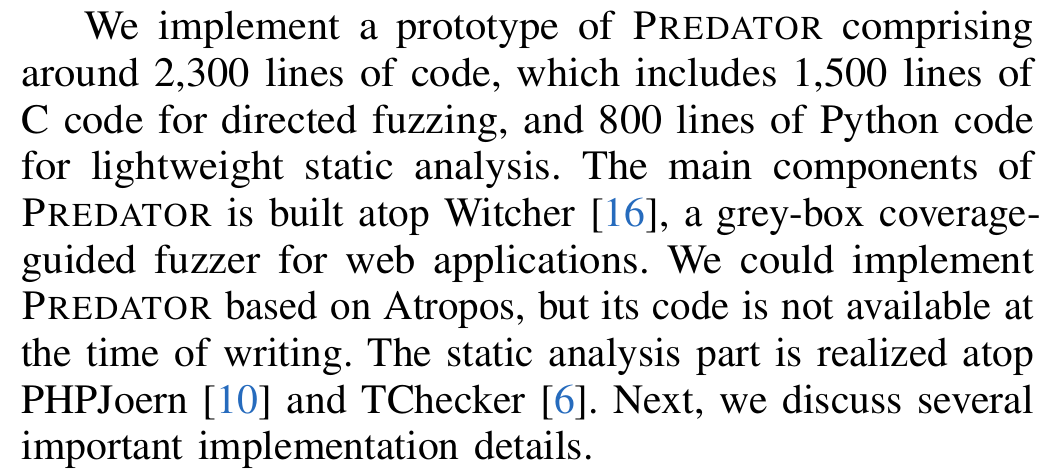 We implement a prototype of PREDATOR comprising
around 2,300 lines of code, which includes 1,500 lines of
C code for directed fuzzing, and 800 lines of Python code
for lightweight static analysis. The main components of
PREDATOR is built atop Witcher [16], a grey-box coverage-
guided fuzzer for web applications. We could implement
PREDATOR based on Atropos, but its code is not available at
the time of writing. The static analysis part is realized atop
PHPJoern [10] and TChecker [6]. Next, we discuss several
important implementation details.